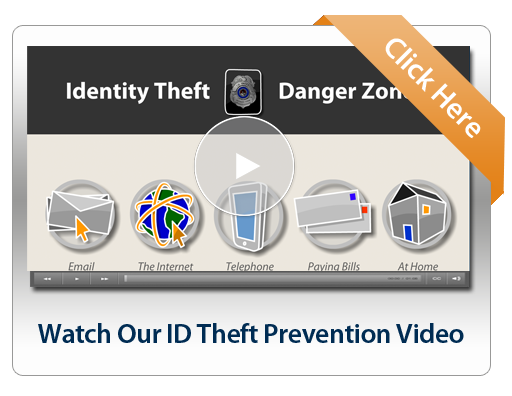 Click Here
Identity Theft Danger Zon
Email The Internet Telephone Paying Bills At Home
Watch Our ID Theft Prevention Video